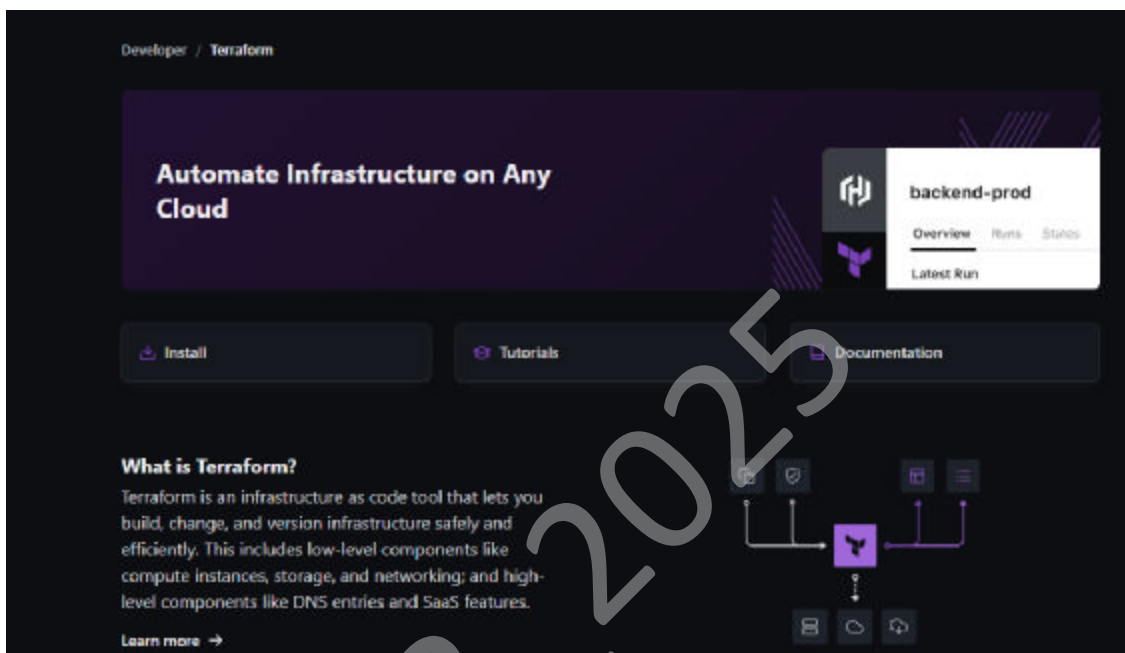 Developer / Terraform
Automate Infrastructure on Any
Cloud
backend-prod
Overview Runs States
Latest Run
Install
Tutorials
Documentation
What is Terraform?
Terraform is an infrastructure as code tool that lets you
build, change, and version infrastructure safely and
efficiently. This includes low-level components like
compute instances, storage, and networking; and high-
level components like DNS entries and SaaS features.
Learn more →
2025